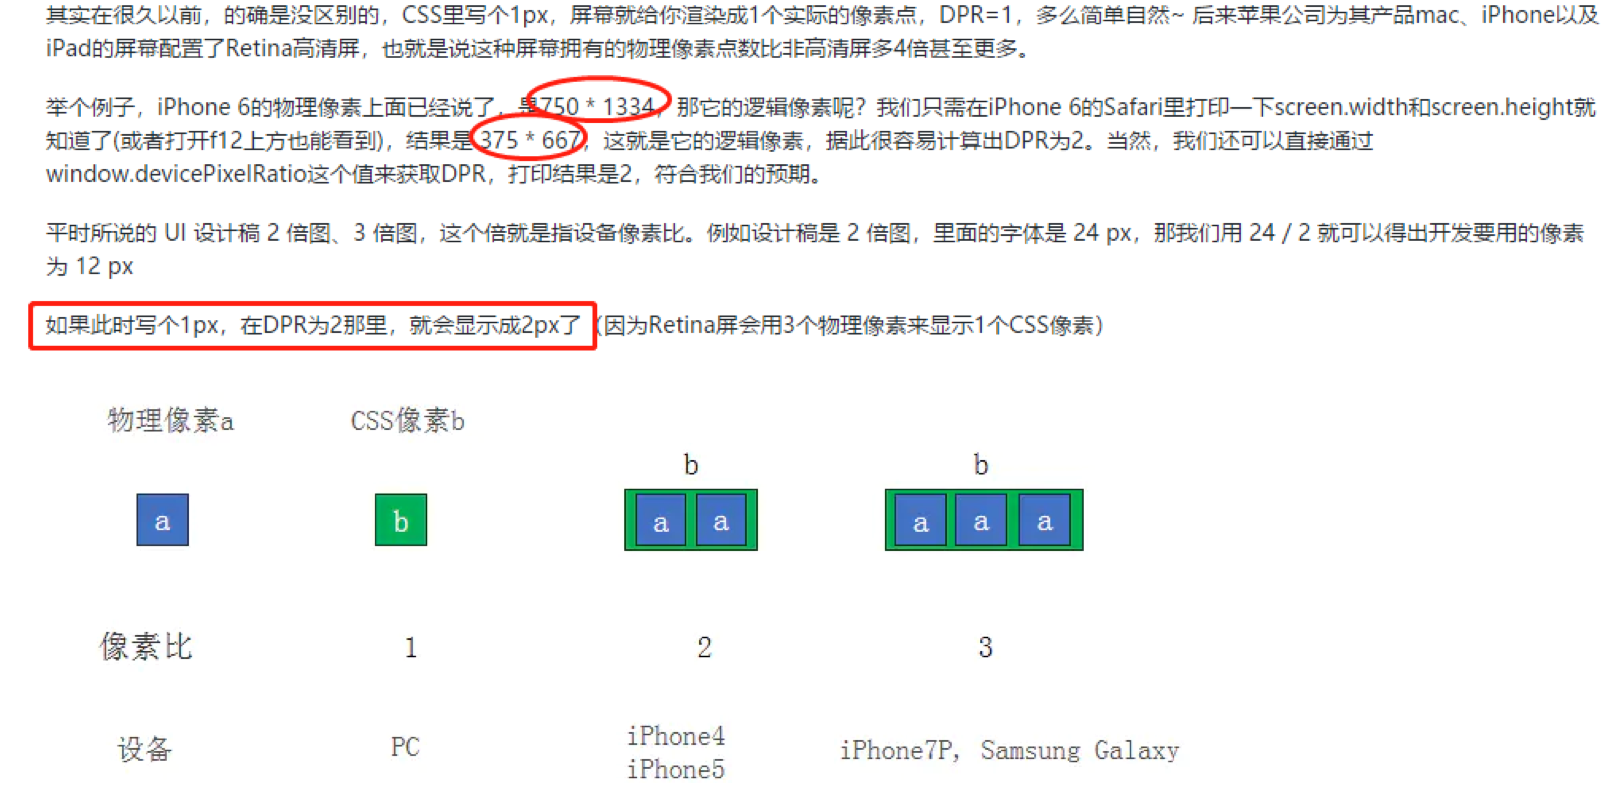 其实在很久以前，的确是没区别的，CSS里写个1px，屏幕就给你渲染成1个实际的像素点，DPR=1，多么简单自然~ 后来苹果公司为其产品mac、iPhone以及
iPad的屏幕配置了Retina高清屏，也就是说这种屏幕拥有的物理像素点数比非高清屏多4倍甚至更多。
举个例子，iPhone 6的物理像素上面已经说了，是750 * 1334，那它的逻辑像素呢？我们只需在iPhone 6的Safari里打印一下screen.width和screen.height就
知道了(或者打开f12上方也能看到)，结果是 375 * 667，这就是它的逻辑像素，据此很容易计算出DPR为2。当然，我们还可以直接通过
window.devicePixelRatio这个值来获取DPR，打印结果是2，符合我们的预期。
平时所说的 UI 设计稿 2 倍图、3 倍图，这个倍就是指设备像素比。例如设计稿是 2 倍图，里面的字体是 24 px，那我们用 24 / 2 就可以得出开发要用的像素
为 12 px
如果此时写个1px，在DPR为2那里，就会显示成2px了（因为Retina屏会用3个物理像素来显示1个CSS像素）
物理像素a CSS像素b
b b
a b a a a a a
像素比 1 2 3
设备 PC iPhone4 iPhone7P, Samsung Galaxy
iPhone5